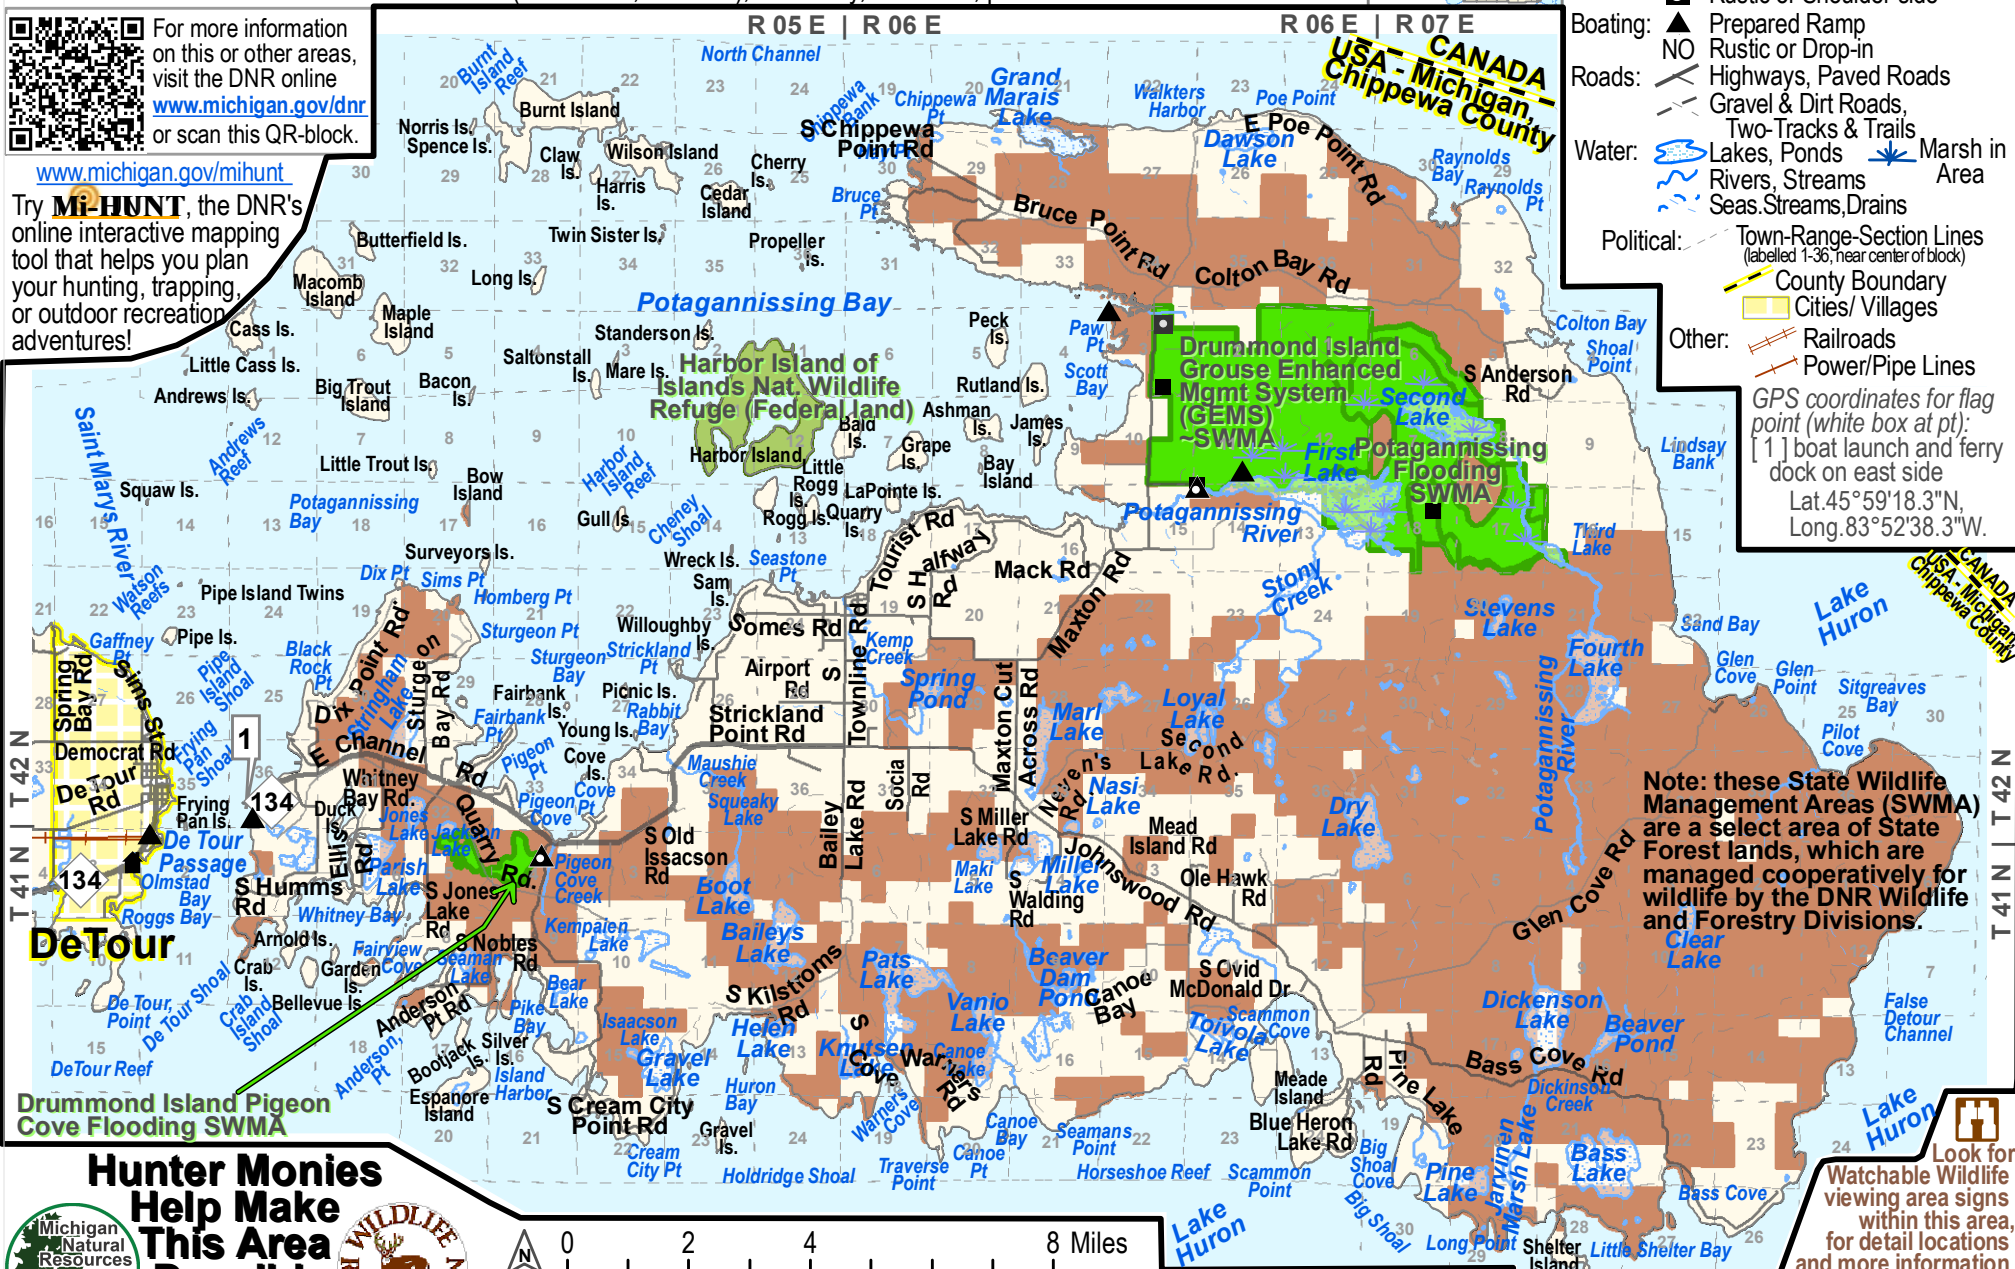 For more information
on this or other areas,
visit the DNR online
www.michigan.gov/dnr
or scan this QR-block.
www.michigan.gov/mihunt
Try Mi-HUNT, the DNR's
online interactive mapping
tool that helps you plan
your hunting, trapping,
or outdoor recreation
adventures!
R 05 E | R 06 E
R 06 E | R 07 E
CANADA
USA - Michigan,
Chippewa County
Boating: Prepared Ramp
NO Rustic or Drop-in
Roads: Highways, Paved Roads
Gravel & Dirt Roads,
Two-Tracks & Trails
Water: Lakes, Ponds
Marsh in
Area
Rivers, Streams
Seas.Streams,Drains
Political: Town-Range-Section Lines
(labelled 1-36, near center of block)
County Boundary
Cities/ Villages
Other: Railroads
Power/Pipe Lines
GPS coordinates for flag
point (white box at pt):
[ 1 ] boat launch and ferry
dock on east side
Lat.45°59'18.3"N,
Long.83°52'38.3"W.
North Channel
Burnt
Island
Reef
Burnt Island
Norris Is.
Spence Is.
Claw
Is.
Wilson Island
Harris
Is.
Cherry
Is.
Cedar
Island
Chippewa
Bank
Chippewa
Pt
S Chippewa
Point Rd
Grand
Marais
Lake
Walkters
Harbor
Poe Point
Dawson
Lake
E Poe Point Rd
Raynolds
Bay
Raynolds
Pt
Bruce
Pt
Bruce Point Rd
Colton Bay Rd
Butterfield Is.
Twin Sister Is.
Propeller
Is.
Long Is.
Macomb
Island
Maple
Island
Cass Is.
Little Cass Is.
Andrews Is.
Big Trout
Island
Bacon
Is.
Potagannissing Bay
Standerson Is.
Saltonstall
Is.
Mare Is.
Harbor Island of
Islands Nat. Wildlife
Refuge (Federal land)
Harbor Island
Peck
Is.
Rutland Is.
Ashman
Is.
James
Is.
Bald
Is.
Grape
Is.
Bay
Island
Little
Rogg
Is.
LaPointe Is.
Rogg Is.
Quarry
Is.
Paw
Pt
Scott
Bay
Drummond Island
Grouse Enhanced
Mgmt System
(GEMS)
~SWMA
Second
Lake
First
Lake
Potagannissing
Flooding
SWMA
S Anderson
Rd
Colton Bay
Shoal
Point
Lindsay
Bank
Third
Lake
Potagannissing
River
Stony
Creek
Saint Marys River
Andrews
Reef
Squaw Is.
Little Trout Is.
Bow
Island
Potagannissing
Bay
Harbor
Island
Reef
Gull Is.
Cheney
Shoal
Surveyors Is.
Wreck Is.
Sam
Is.
Seastone
Pt
Watson
Reefs
Pipe Island Twins
Pipe Is.
Dix Pt
Sims Pt
Homberg Pt
Sturgeon Pt
Sturgeon
Bay
Willoughby
Is.
Strickland
Pt
Gaffney
Pt
Black
Rock
Pt
Pipe
Island
Shoal
Frying
Pan
Shoal
Spring
Bay Rd
Sims St
Democrat Rd
De Tour
Rd
Dix Point Rd
Stringham
Lake
Sturgeon
Bay Rd
Fairbank
Is.
Fairbank
Pt
Picnic Is.
Rabbit
Bay
Young Is.
Pigeon
Pt
Cove
Is.
Cove
Pt
Pigeon
Cove
Tourist Rd
S Halfway
Rd
Mack Rd
Maxton Rd
Somes Rd
Airport
Rd
Strickland
Point Rd
S Townline Rd
Kemp
Creek
Spring
Pond
Maxton Cut
Across Rd
Marl
Lake
Loyal
Lake
Second
Lake Rd.
Neven's
Rd
Nasi
Lake
Stevens
Lake
Fourth
Lake
Potagannissing
River
Dry
Lake
Sand Bay
Glen
Cove
Glen
Point
Sitgreaves
Bay
Pilot
Cove
Lake
Huron
CANADA
USA - Michigan
Chippewa County
Note: these State Wildlife
Management Areas (SWMA)
are a select area of State
Forest lands, which are
managed cooperatively for
wildlife by the DNR Wildlife
and Forestry Divisions.
T 41 N | T 42 N
T 41 N | T 42 N
1
134
134
E Channel Rd
Whitney
Bay Rd.
Duck
Is.
Ellis
Rd
Jones
Lake
Jackson
Lake
Quarry
Rd.
Parish
Lake
Frying
Pan Is.
De Tour
Passage
Olmstad
Bay
Roggs Bay
DeTour
S Humms
Rd
Whitney Bay
S Jones
Lake
Rd
Pigeon
Cove
Creek
S Old
Issacson
Rd
Maushie
Creek
Squeaky
Lake
Bailey
Lake Rd
Socia
Rd
S Miller
Lake Rd
Maki
Lake
Miller
Lake
S
Walding
Rd
Johnswood Rd
Mead
Island Rd
Ole Hawk
Rd
Glen Cove Rd
Clear
Lake
Boot
Lake
Baileys
Lake
Kempaien
Lake
S Nobles
Rd
Seaman
Lake
Arnold Is.
Fairview
Cove
Crab
Is.
Garden
Is.
Bellevue Is
Crab
Island
Shoal
De Tour
Point
De Tour Shoal
DeTour Reef
Anderson
Pt Rd
Anderson,
Pt
Bear
Lake
Pike
Bay
Silver
Is.
Bootjack
Is.
Island
Harbor
Espanore
Island
Isaacson
Lake
Gravel
Lake
S Cream City
Point Rd
Cream
City Pt
Gravel
Is.
S Kilstroms
Rd
Helen
Lake
Huron
Bay
Holdridge Shoal
Pats
Lake
Vanio
Lake
Knutsen
Lake
S Warners
Cove Rd
Canoe
Lake
Warners
Cove
Traverse
Point
Beaver
Dam
Pond
Canoe
Bay
Canoe
Bay
Canoe
Pt
Seamans
Point
Horseshoe Reef
S Ovid
McDonald Dr
Scammon
Cove
Toivola
Lake
Meade
Island
Blue Heron
Lake Rd
Scammon
Point
Big
Shoal
Cove
Big Shoal
Pine Lake
Rd
Bass Cove Rd
Dickenson
Lake
Beaver
Pond
Dickinson
Creek
Pine
Lake
Jarvinen
Marsh Lake
Bass
Lake
Bass Cove
Long Point
Shelter
Island
Little Shelter Bay
False
Detour
Channel
Lake
Huron
Lake
Huron
Drummond Island Pigeon
Cove Flooding SWMA
Hunter Monies
Help Make
This Area
Michigan
Natural
Resources
WILDLIFE
N
0 2 4 8 Miles
Look for
Watchable Wildlife
viewing area signs
within this area,
for detail locations
and more information